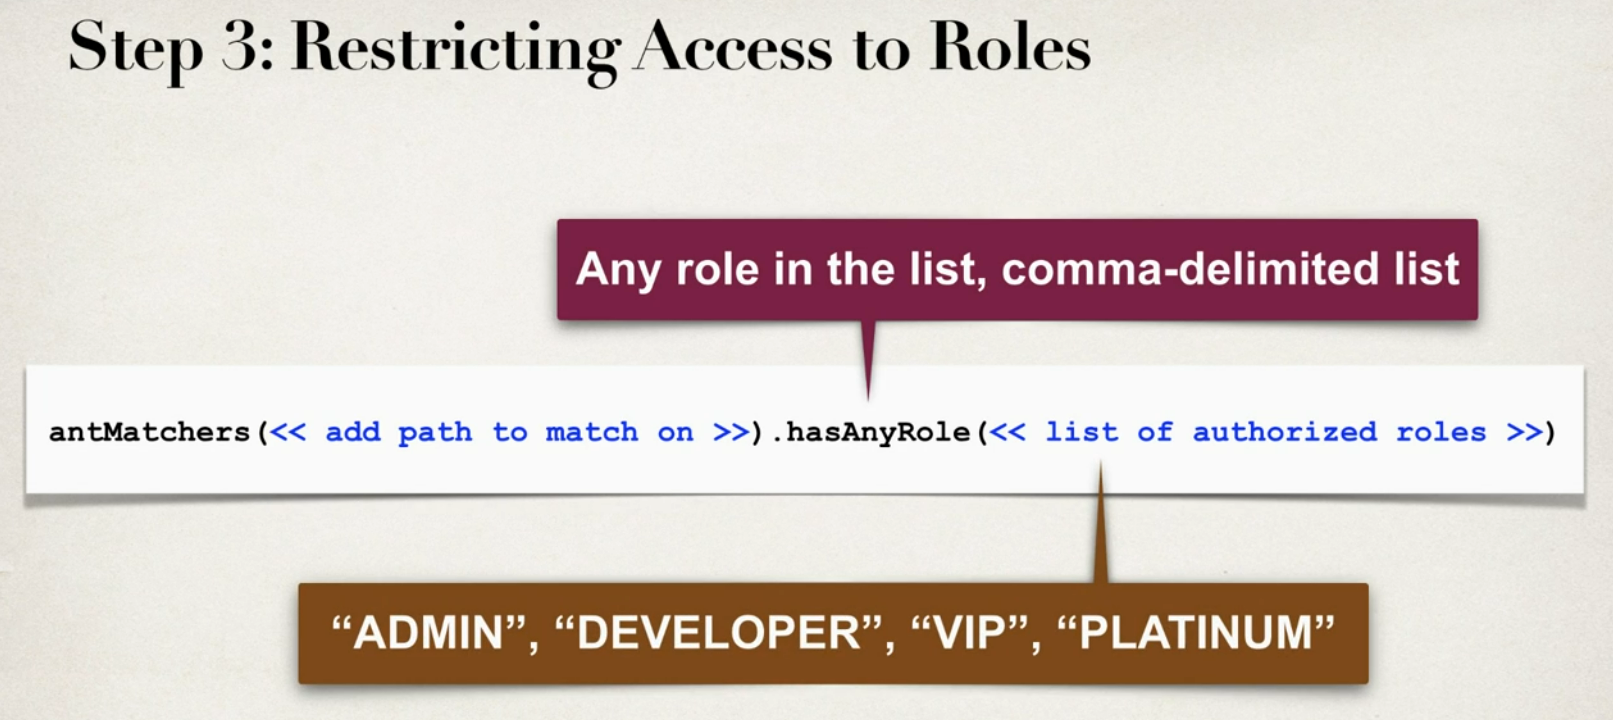 Step 3: Restricting Access to Roles
Any role in the list, comma-delimited list
antMatchers(<< add path to match on >>).hasAnyRole(<< list of authorized roles >>)
“ADMIN”, “DEVELOPER”, “VIP”, “PLATINUM”